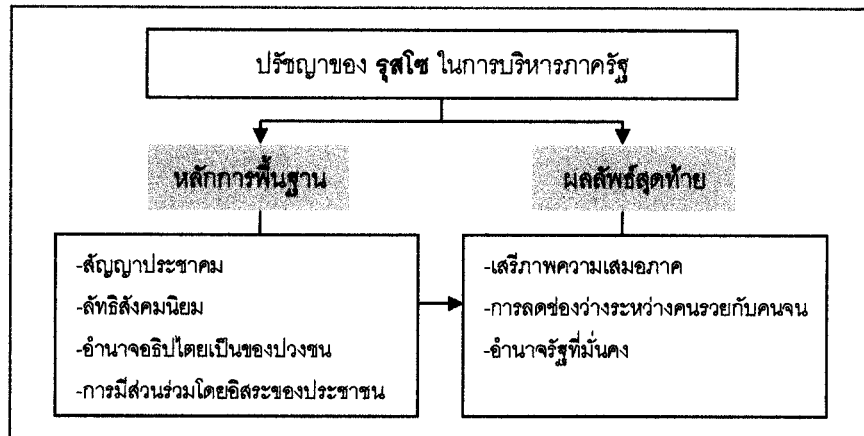 ปรัชญาของ รุสโซ ในการบริหารภาครัฐ
หลักการพื้นฐาน
ผลลัพธ์สุดท้าย
-สัญญาประชาคม
-ลัทธิสังคมนิยม
-อำนาจอธิปไตยเป็นของปวงชน
-การมีส่วนร่วมโดยอิสระของประชาชน
-เสรีภาพความเสมอภาค
-การลดช่องว่างระหว่างคนรวยกับคนจน
-อำนาจรัฐที่มั่นคง